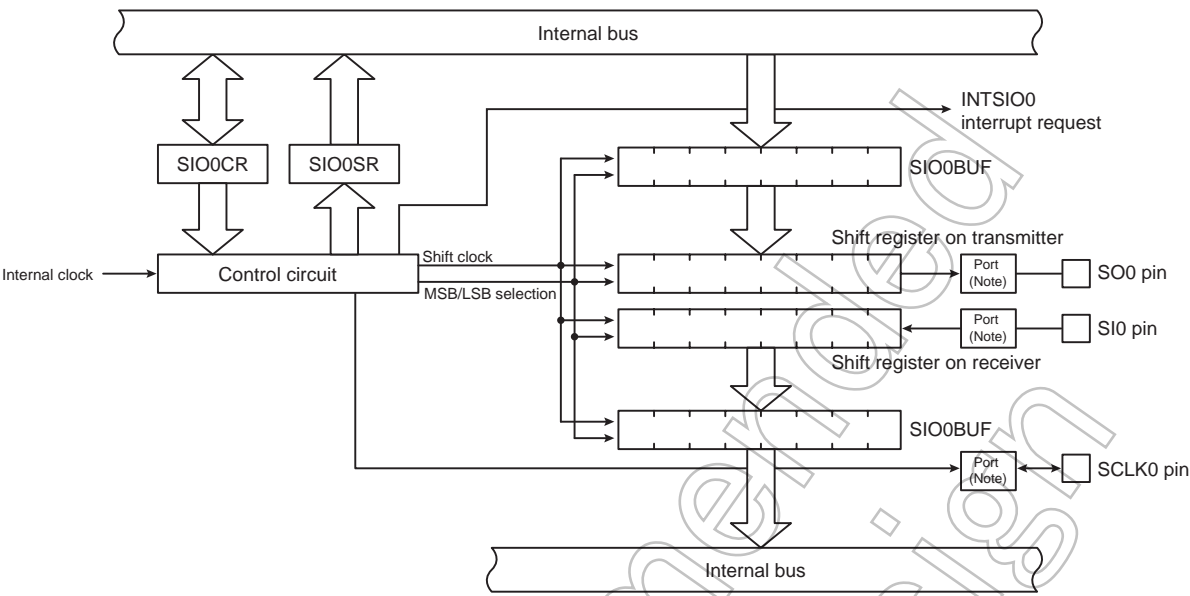 Internal bus
INTSIO0
interrupt request
SIO0CR
SIO0SR
SIO0BUF
Shift register on transmitter
Internal clock
Control circuit
Shift clock
MSB/LSB selection
Port
(Note)
SO0 pin
Port
(Note)
SI0 pin
Shift register on receiver
SIO0BUF
Port
(Note)
SCLK0 pin
Internal bus
mended
sign